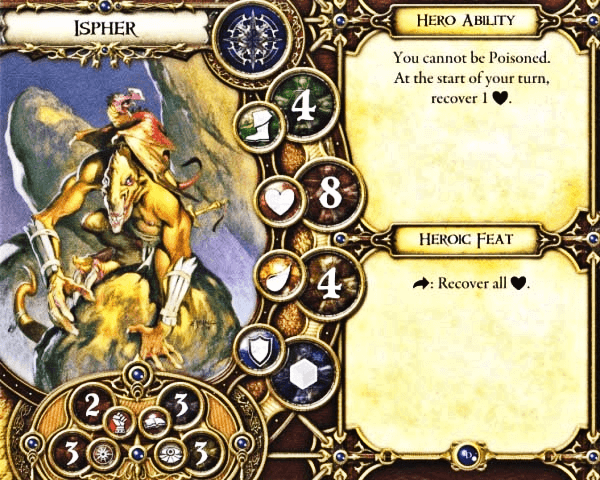 ISPHER
4
8
4
2
3
3
3
HERO ABILITY
You cannot be Poisoned.
At the start of your turn,
recover 1 ♥.
HEROIC FEAT
: Recover all ♥.